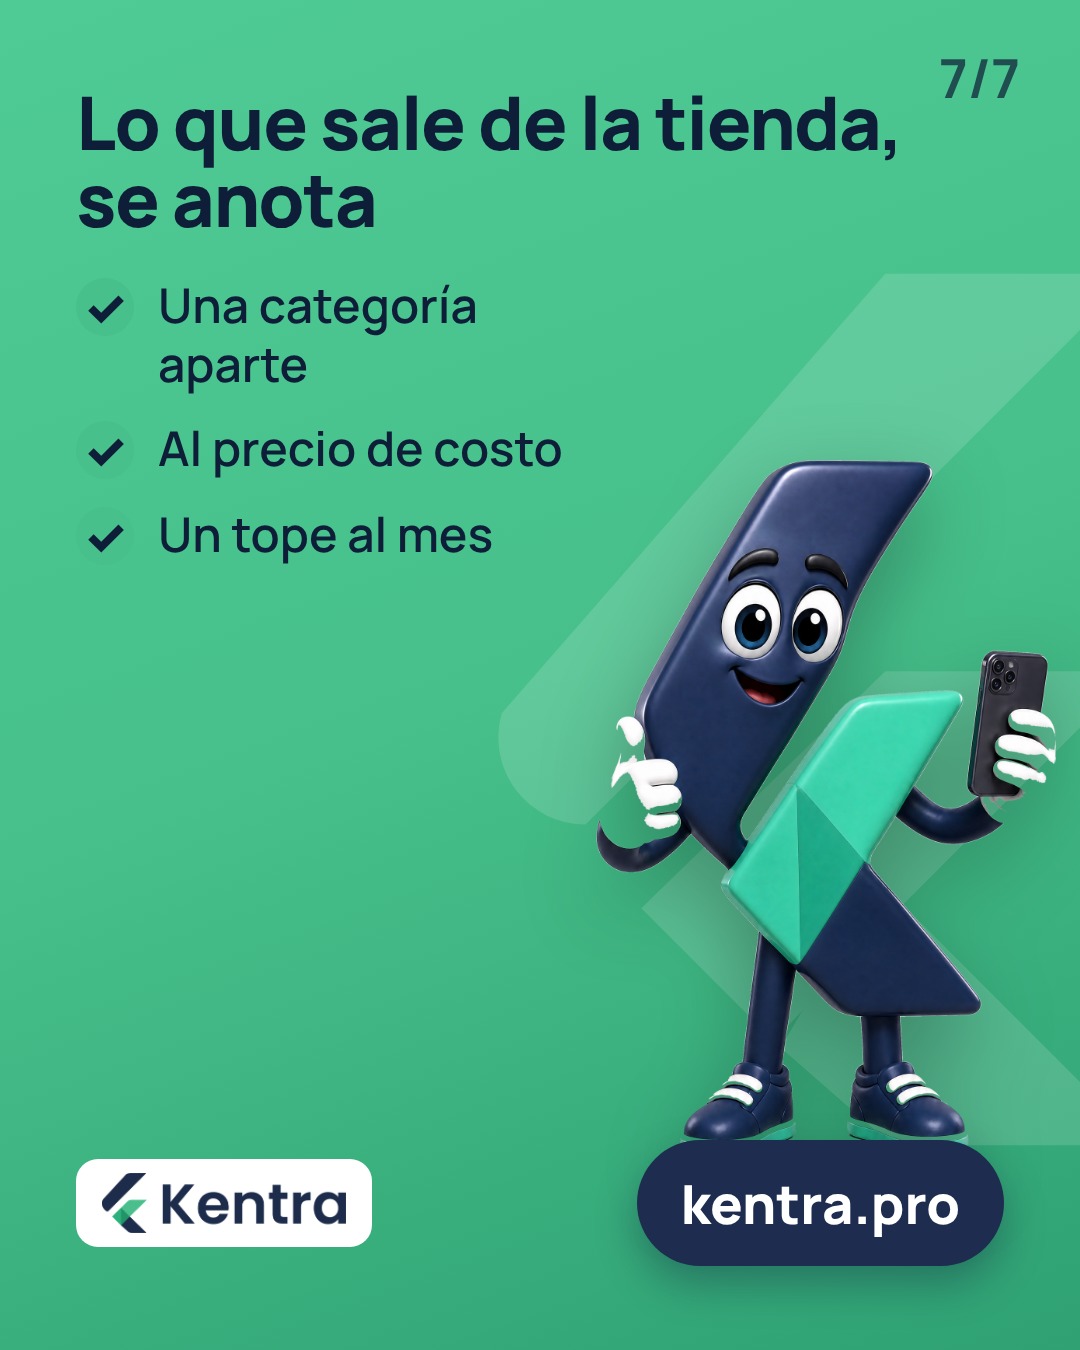 7/7
Lo que sale de la tienda,
se anota
Una categoría
aparte
Al precio de costo
Un tope al mes
Kentra
kentra.pro